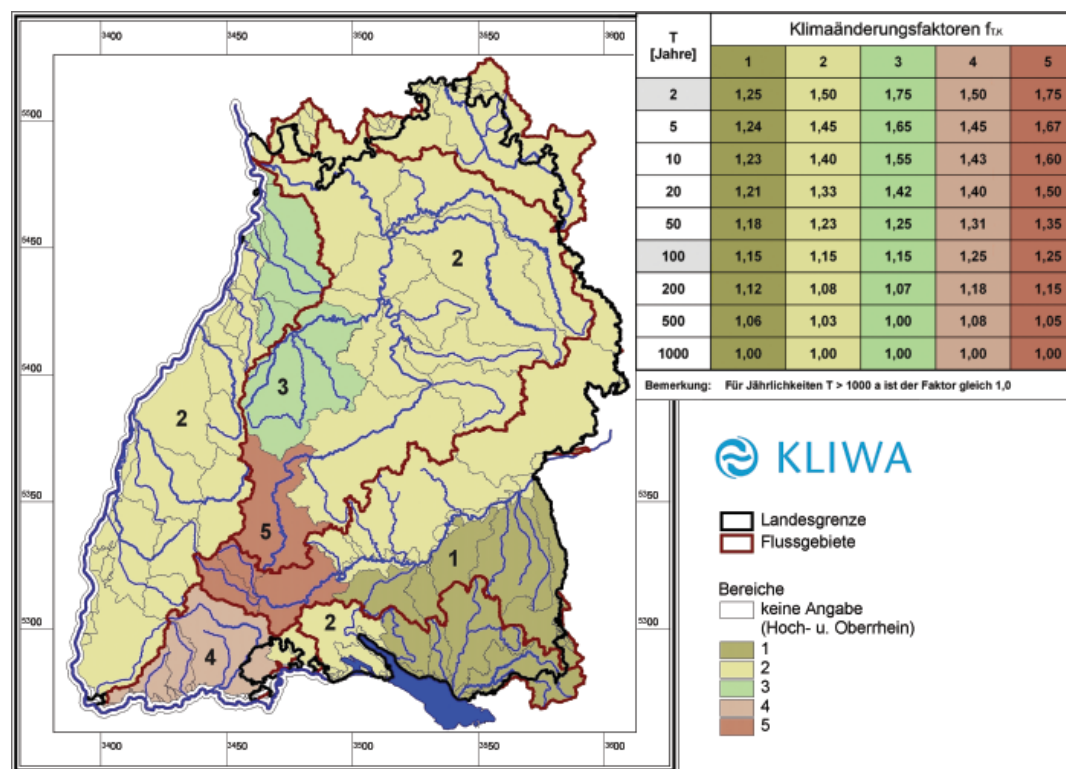 3400 3450 3500 3550 3600
5500
5450
5400
5350
5300
2
3
2
5
1
2
4
3400 3450 3500 3550 3600
T
[Jahre]
Klimaänderungsfaktoren fT,K
1 2 3 4 5
2 1,25 1,50 1,75 1,50 1,75
5 1,24 1,45 1,65 1,45 1,67
10 1,23 1,40 1,55 1,43 1,60
20 1,21 1,33 1,42 1,40 1,50
50 1,18 1,23 1,25 1,31 1,35
100 1,15 1,15 1,15 1,25 1,25
200 1,12 1,08 1,07 1,18 1,15
500 1,06 1,03 1,00 1,08 1,05
1000 1,00 1,00 1,00 1,00 1,00
Bemerkung: Für Jährlichkeiten T > 1000 a ist der Faktor gleich 1,0
5350
5300
KLIWA
Landesgrenze
Flussgebiete
Bereiche
keine Angabe
(Hoch- u. Oberrhein)
1
2
3
4
5